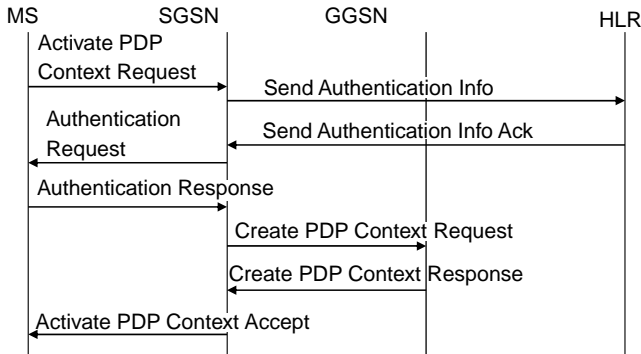 MS SGSN GGSN HLR
Activate PDP
Context Request
Send Authentication Info
Authentication
Request
Send Authentication Info Ack
Authentication Response
Create PDP Context Request
Create PDP Context Response
Activate PDP Context Accept